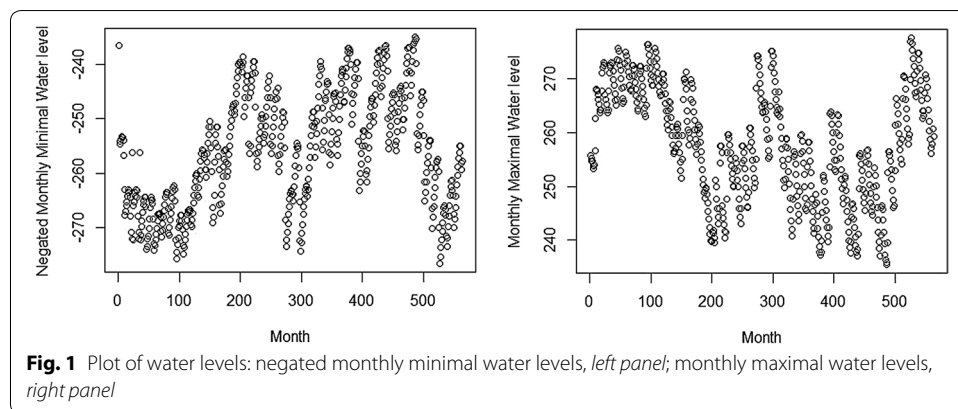 Negated Monthly Minimal Water level
-240
-250
-260
-270
0 100 200 300 400 500
Month
Monthly Maximal Water level
270
260
250
240
0 100 200 300 400 500
Month
Fig. 1 Plot of water levels: negated monthly minimal water levels, left panel; monthly maximal water levels,
right panel